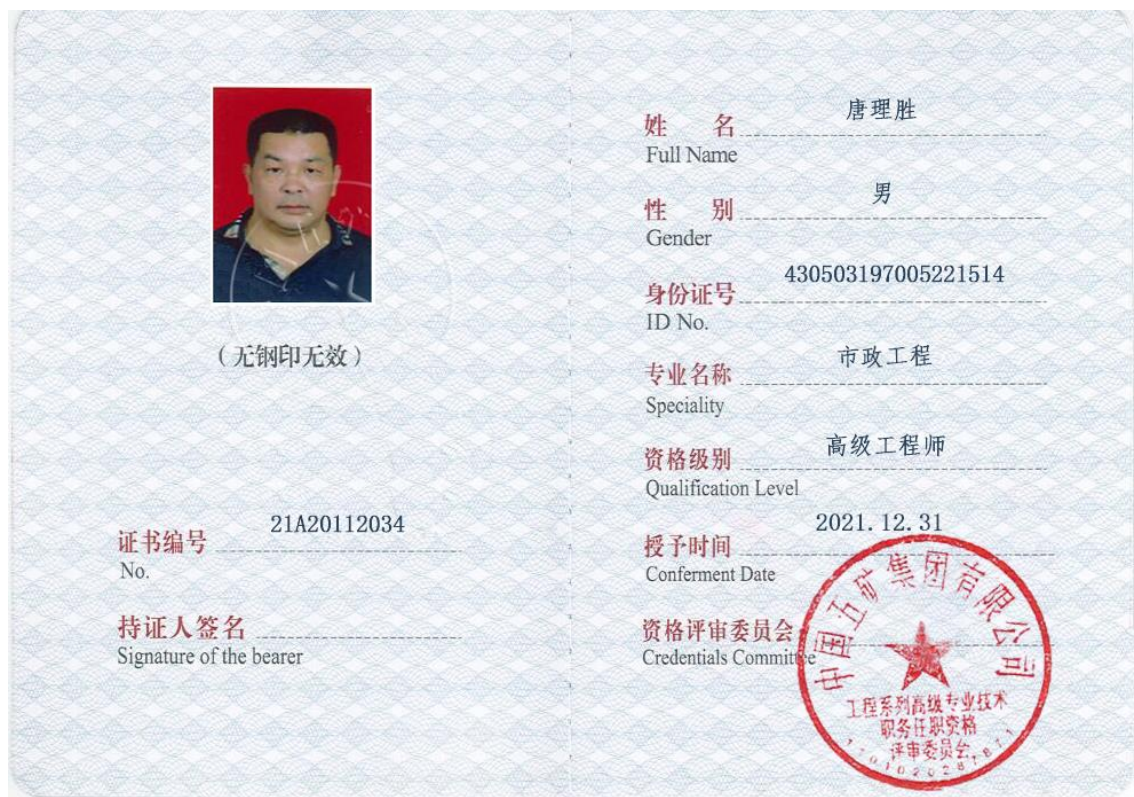 （无钢印无效）
证书编号 21A20112034
No.
持证人签名
Signature of the bearer
姓 名 唐理胜
Full Name
性 别 男
Gender
身份证号 430503197005221514
ID No.
专业名称 市政工程
Speciality
资格级别 高级工程师
Qualification Level
授予时间 2021.12.31
Conferment Date
资格评审委员会
Credentials Committee
中国五矿集团有限公司
工程系列高级专业技术
职务任职资格
评审委员会